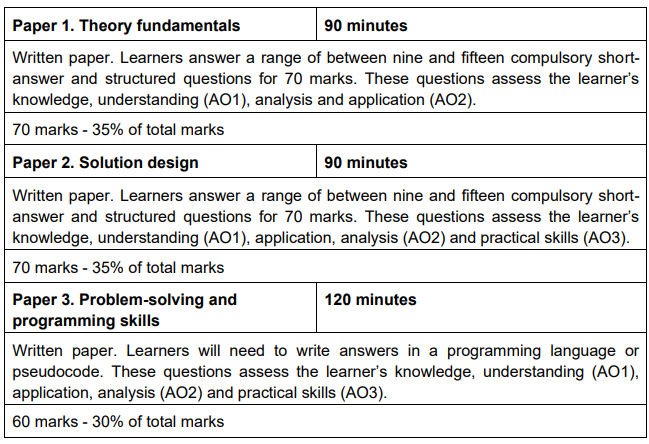 Paper 1. Theory fundamentals 90 minutes
Written paper. Learners answer a range of between nine and fifteen compulsory short-
answer and structured questions for 70 marks. These questions assess the learner’s
knowledge, understanding (AO1), analysis and application (AO2).
70 marks - 35% of total marks
Paper 2. Solution design 90 minutes
Written paper. Learners answer a range of between nine and fifteen compulsory short-
answer and structured questions for 70 marks. These questions assess the learner’s
knowledge, understanding (AO1), application, analysis (AO2) and practical skills (AO3).
70 marks - 35% of total marks
Paper 3. Problem-solving and
programming skills
120 minutes
Written paper. Learners will need to write answers in a programming language or
pseudocode. These questions assess the learner’s knowledge, understanding (AO1),
application, analysis (AO2) and practical skills (AO3).
60 marks - 30% of total marks